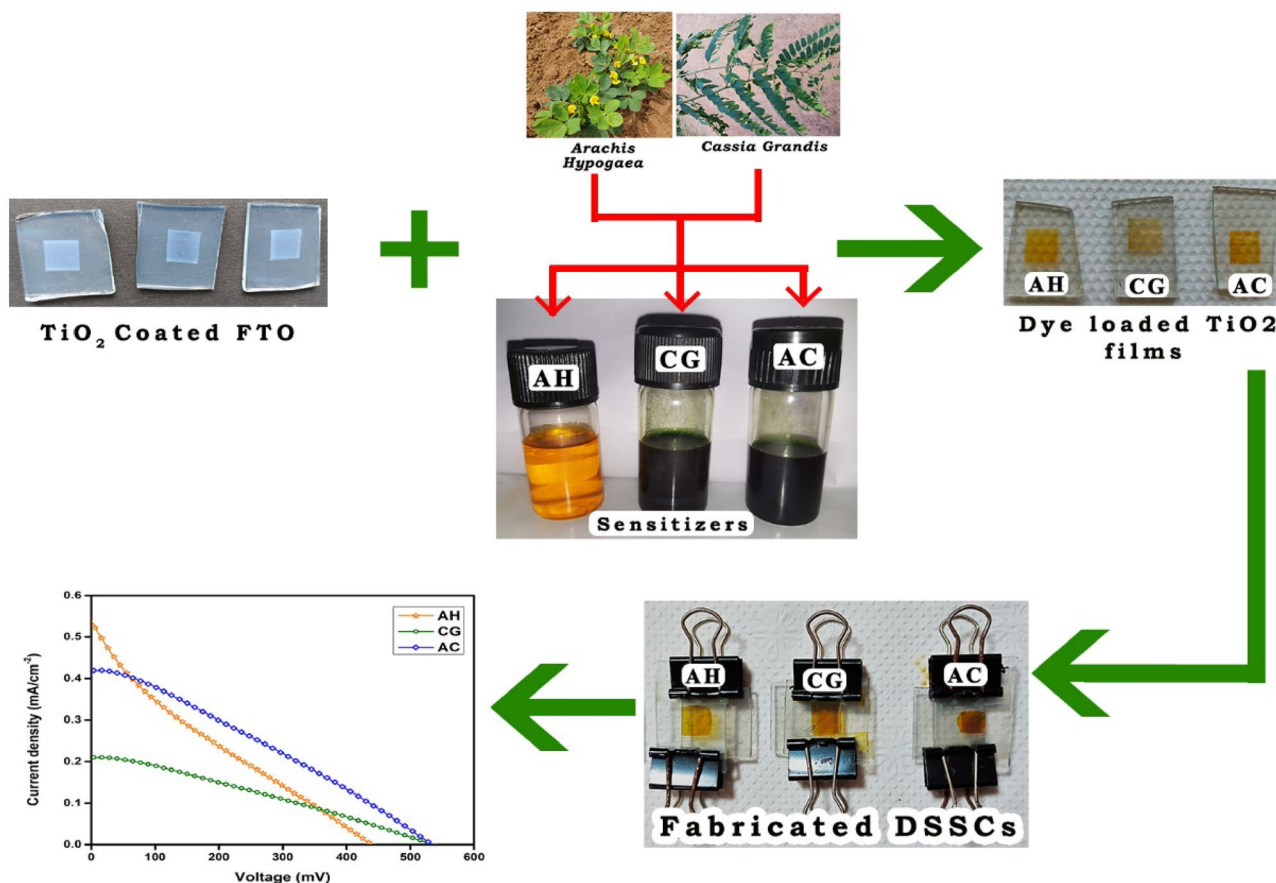 Arachis
Hypogaea
Cassia Grandis
TiO₂ Coated FTO
AH
CG
AC
Sensitizers
AH
CG
AC
Dye loaded TiO2
films
0.6
0.5
0.4
0.3
0.2
0.1
0.0
Current density (mA/cm⁻²)
AH
CG
AC
0
100
200
300
400
500
600
Voltage (mV)
AH
CG
AC
Fabricated DSSCs